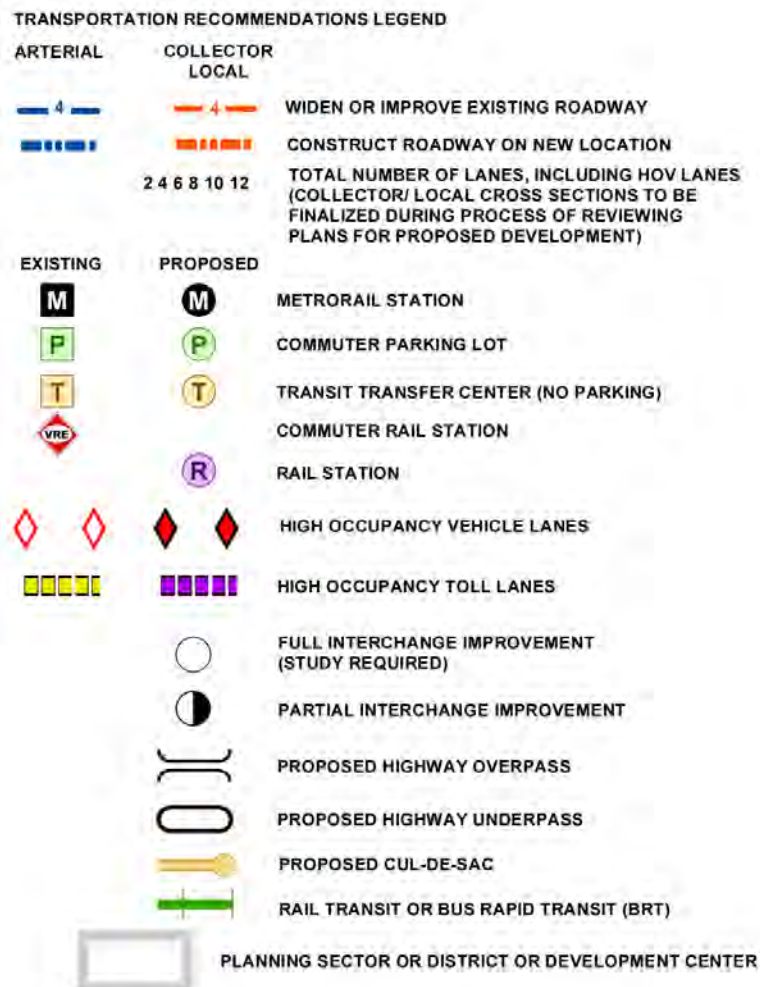 TRANSPORTATION RECOMMENDATIONS LEGEND
ARTERIAL COLLECTOR
LOCAL
4 4 WIDEN OR IMPROVE EXISTING ROADWAY
CONSTRUCT ROADWAY ON NEW LOCATION
2 4 6 8 10 12 TOTAL NUMBER OF LANES, INCLUDING HOV LANES
(COLLECTOR/ LOCAL CROSS SECTIONS TO BE
FINALIZED DURING PROCESS OF REVIEWING
PLANS FOR PROPOSED DEVELOPMENT)
EXISTING PROPOSED
M M METRORAIL STATION
P P COMMUTER PARKING LOT
T T TRANSIT TRANSFER CENTER (NO PARKING)
VRE COMMUTER RAIL STATION
R RAIL STATION
HIGH OCCUPANCY VEHICLE LANES
HIGH OCCUPANCY TOLL LANES
FULL INTERCHANGE IMPROVEMENT
(STUDY REQUIRED)
PARTIAL INTERCHANGE IMPROVEMENT
PROPOSED HIGHWAY OVERPASS
PROPOSED HIGHWAY UNDERPASS
PROPOSED CUL-DE-SAC
RAIL TRANSIT OR BUS RAPID TRANSIT (BRT)
PLANNING SECTOR OR DISTRICT OR DEVELOPMENT CENTER